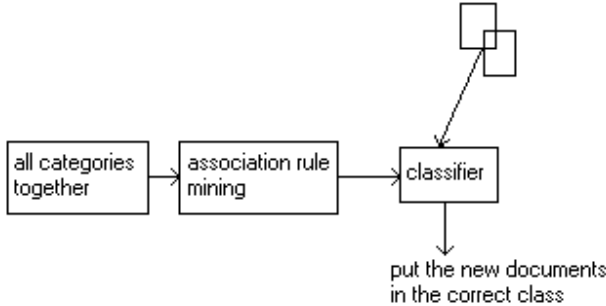 all categories
together
association rule
mining
classifier
put the new documents
in the correct class